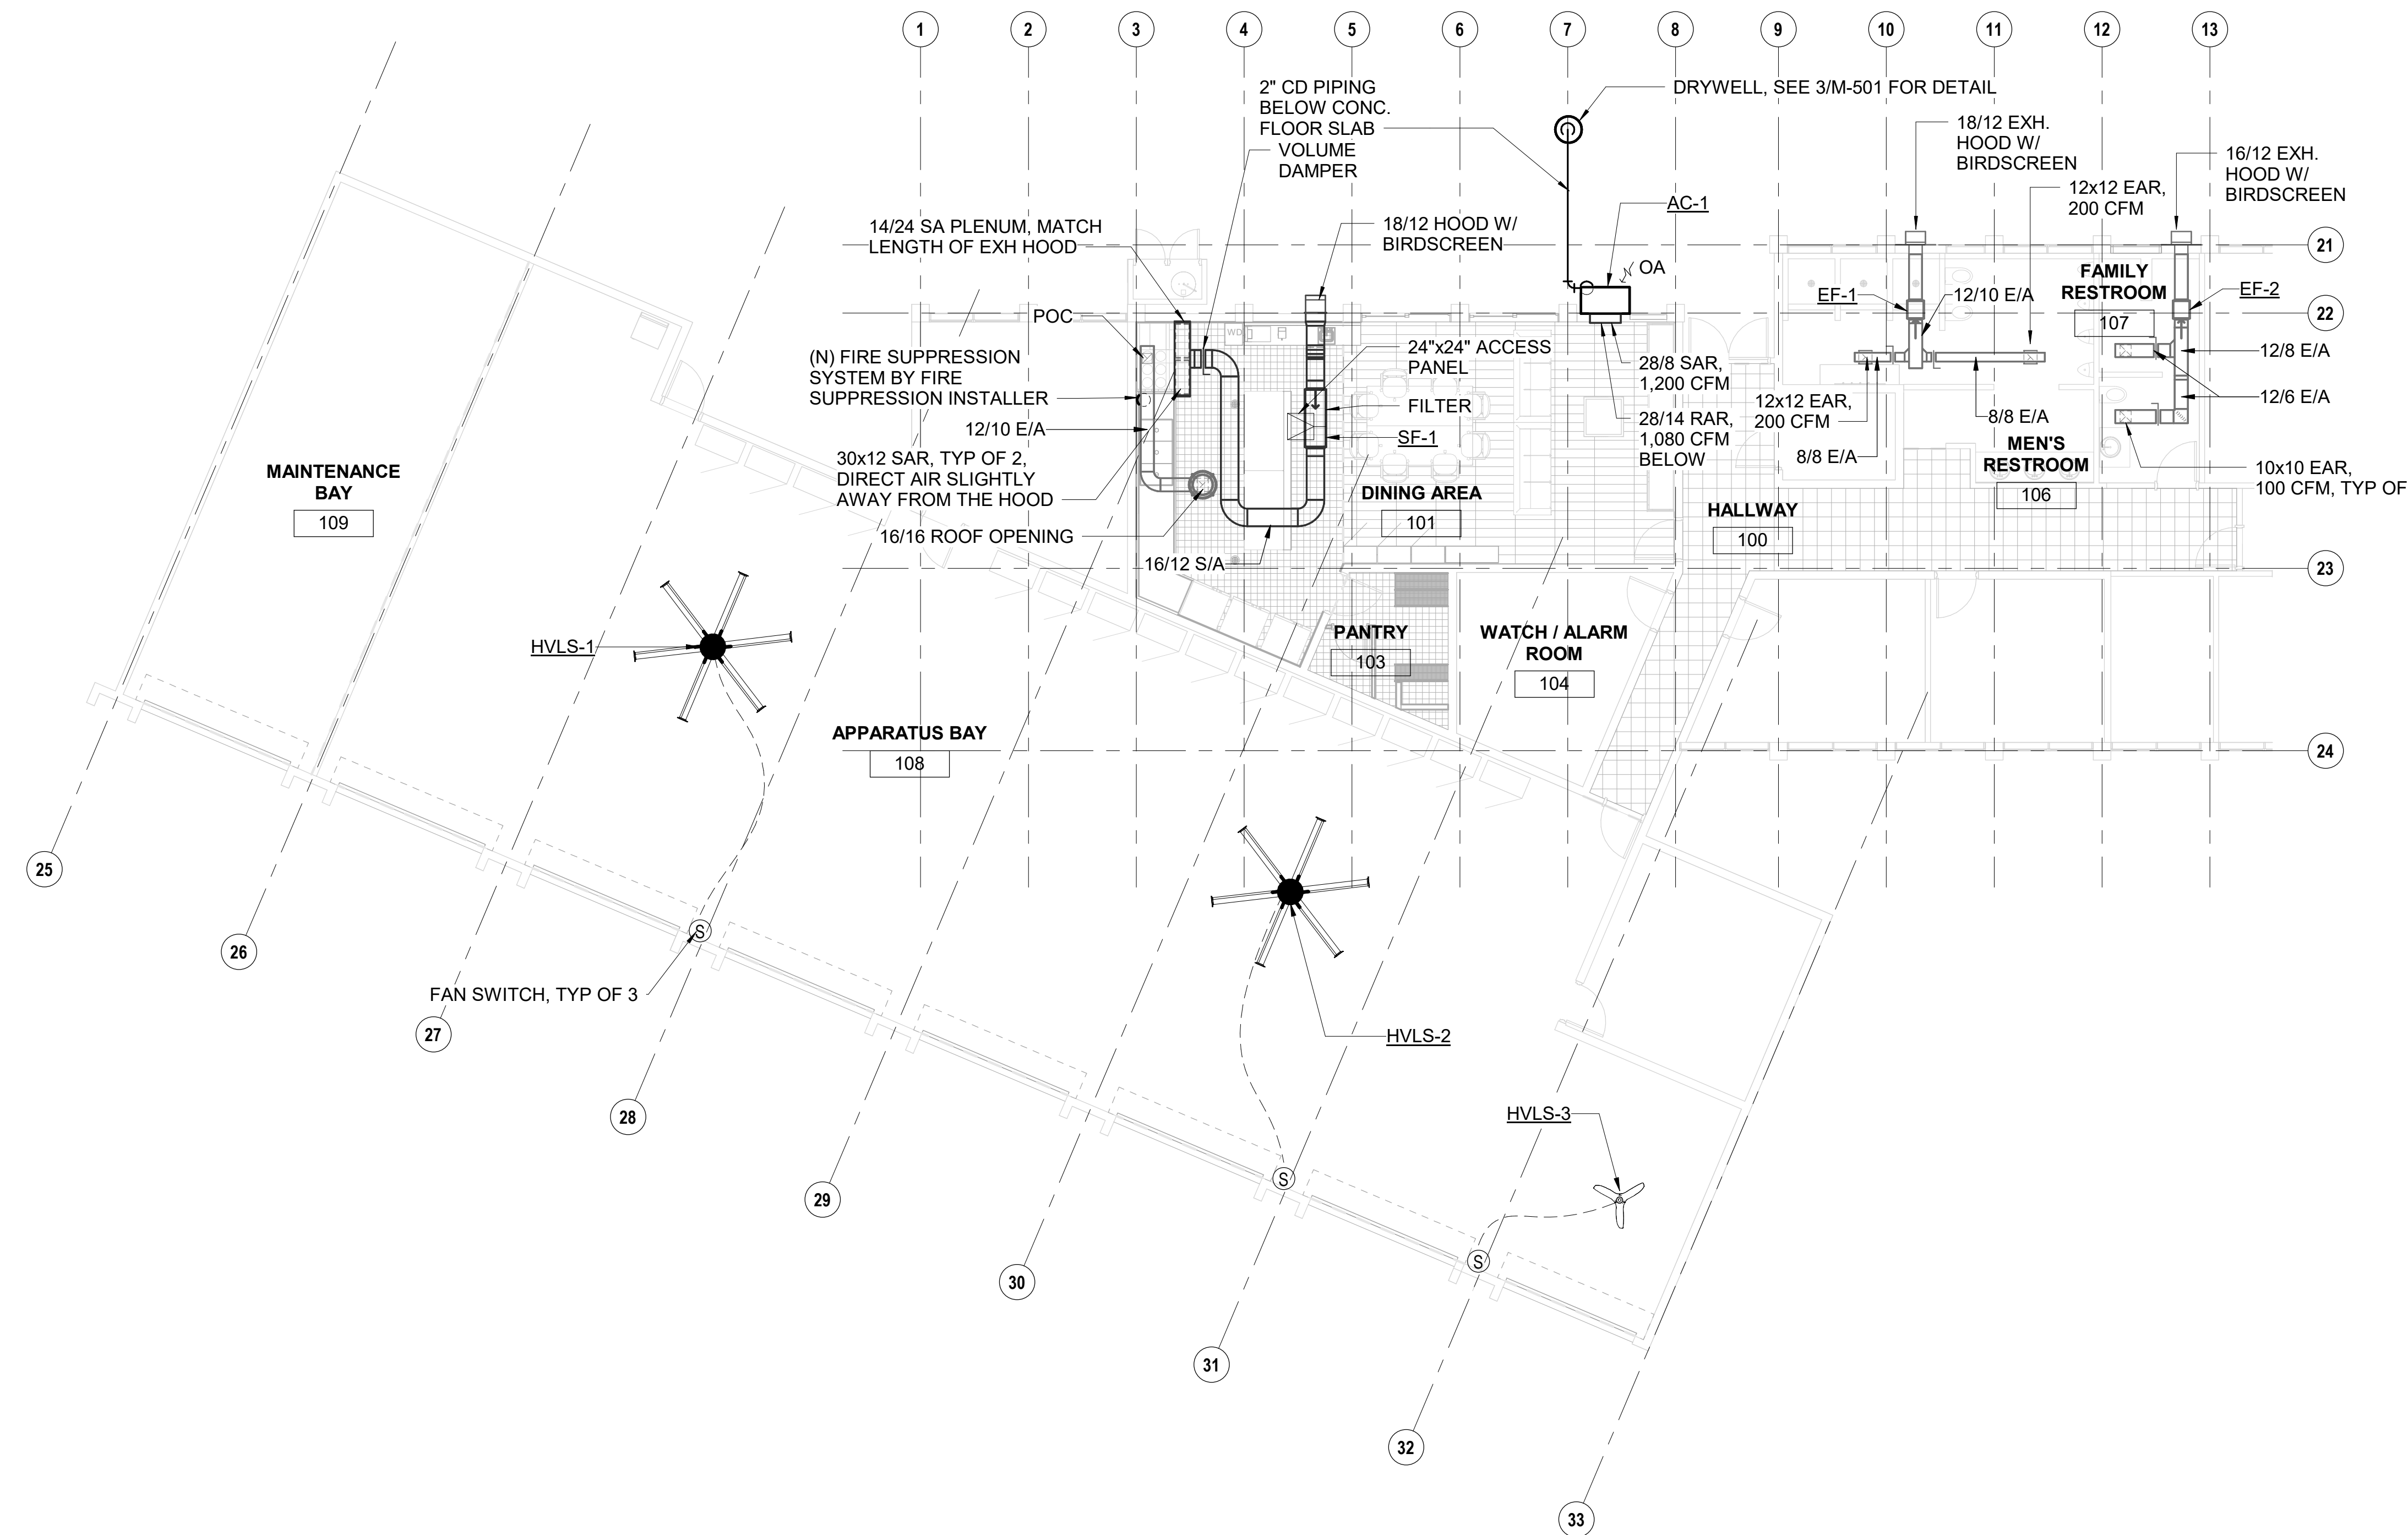 1
2
3
4
5
6
7
8
9
10
11
12
13
2" CD PIPING
BELOW CONC.
FLOOR SLAB
VOLUME
DAMPER
DRYWELL, SEE 3/M-501 FOR DETAIL
18/12 EXH.
HOOD W/
BIRDSCREEN
16/12 EXH.
HOOD W/
BIRDSCREEN
12x12 EAR,
200 CFM
AC-1
14/24 SA PLENUM, MATCH
LENGTH OF EXH HOOD
18/12 HOOD W/
BIRDSCREEN
21
OA
FAMILY
RESTROOM
107
EF-1
12/10 E/A
EF-2
22
POC
WD
(N) FIRE SUPPRESSION
SYSTEM BY FIRE
SUPPRESSION INSTALLER
24"x24" ACCESS
PANEL
28/8 SAR,
1,200 CFM
12/8 E/A
FILTER
12x12 EAR,
200 CFM
12/6 E/A
28/14 RAR,
1,080 CFM
BELOW
8/8 E/A
12/10 E/A
SF-1
8/8 E/A
MEN'S
RESTROOM
106
30x12 SAR, TYP OF 2,
DIRECT AIR SLIGHTLY
AWAY FROM THE HOOD
10x10 EAR,
100 CFM, TYP OF
MAINTENANCE
BAY
109
DINING AREA
101
HALLWAY
100
16/16 ROOF OPENING
16/12 S/A
23
HVLS-1
PANTRY
103
WATCH / ALARM
ROOM
104
APPARATUS BAY
108
24
25
26
S
FAN SWITCH, TYP OF 3
27
HVLS-2
28
HVLS-3
S
29
S
30
31
32
33